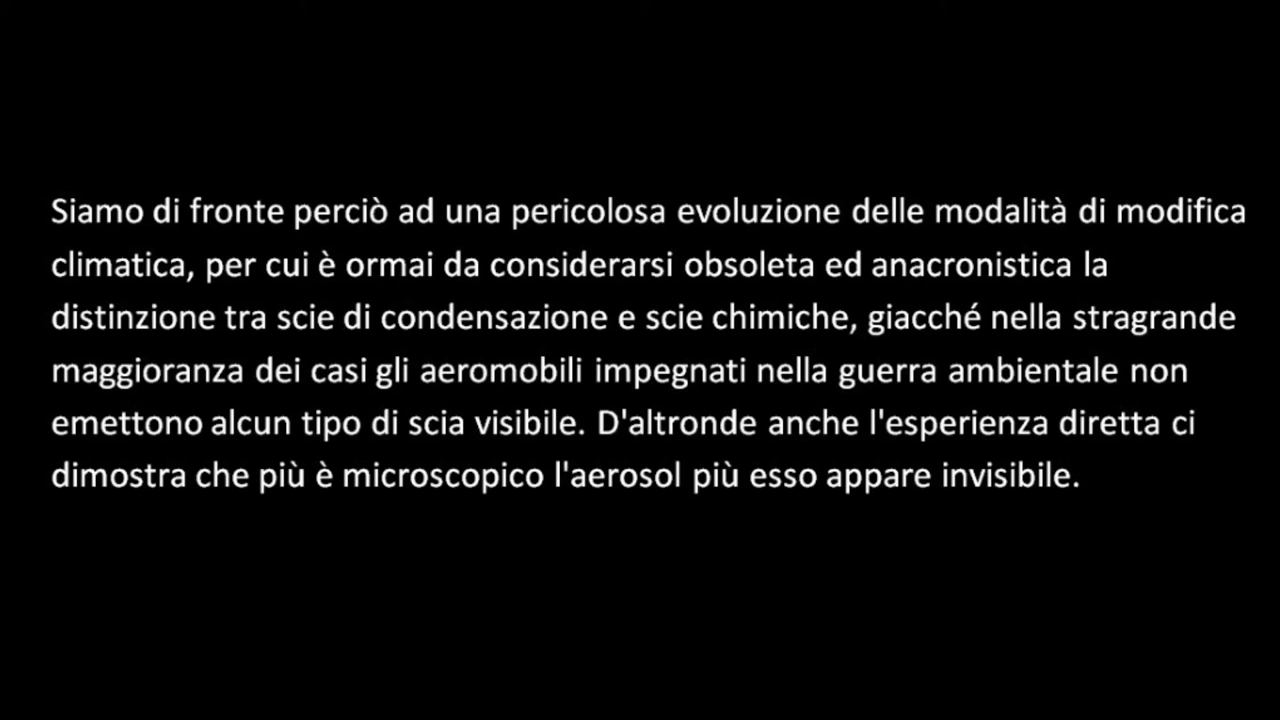 Siamo di fronte perciò ad una pericolosa evoluzione delle modalità di modifica
climatica, per cui è ormai da considerarsi obsoleta ed anacronistica la
distinzione tra scie di condensazione e scie chimiche, giacché nella stragrande
maggioranza dei casi gli aeromobili impegnati nella guerra ambientale non
emettono alcun tipo di scia visibile. D'altronde anche l'esperienza diretta ci
dimostra che più è microscopico l'aerosol più esso appare invisibile.